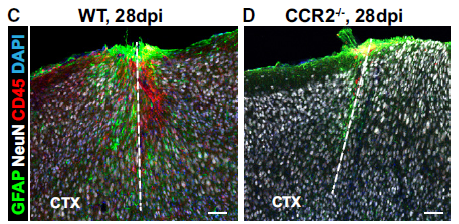 C WT, 28dpi
D CCR2-/-, 28dpi
GFAP NeuN CD45 DAPI
CTX
CTX